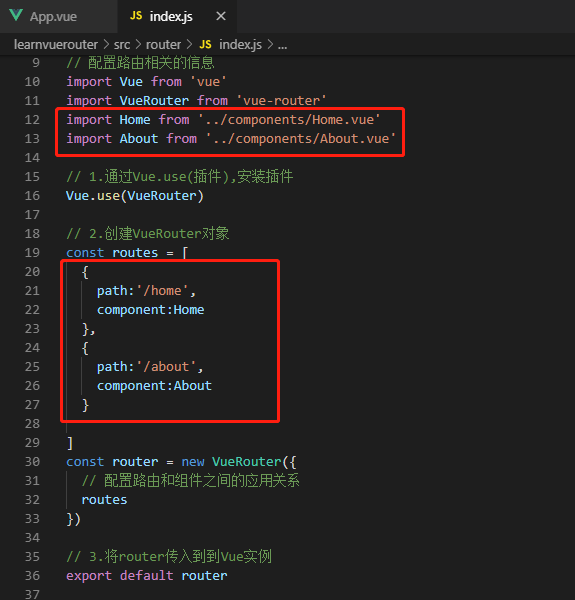 App.vue
JS index.js ×
learnvuerouter > src > router > JS index.js > ...
9 // 配置路由相关的信息
10 import Vue from 'vue'
11 import VueRouter from 'vue-router'
12 import Home from '../components/Home.vue'
13 import About from '../components/About.vue'
14
15 // 1.通过Vue.use(插件),安装插件
16 Vue.use(VueRouter)
17
18 // 2.创建VueRouter对象
19 const routes = [
20 {
21 path:'/home',
22 component:Home
23 },
24 {
25 path:'/about',
26 component:About
27 }
28
29 ]
30 const router = new VueRouter({
31 // 配置路由和组件之间的应用关系
32 routes
33 })
34
35 // 3.将router传入到到Vue实例
36 export default router
37